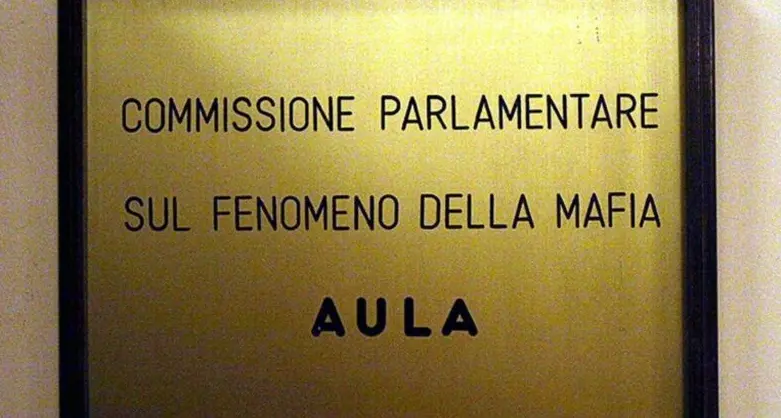 COMMISSIONE PARLAMENTARE
SUL FENOMENO DELLA MAFIA
AULA